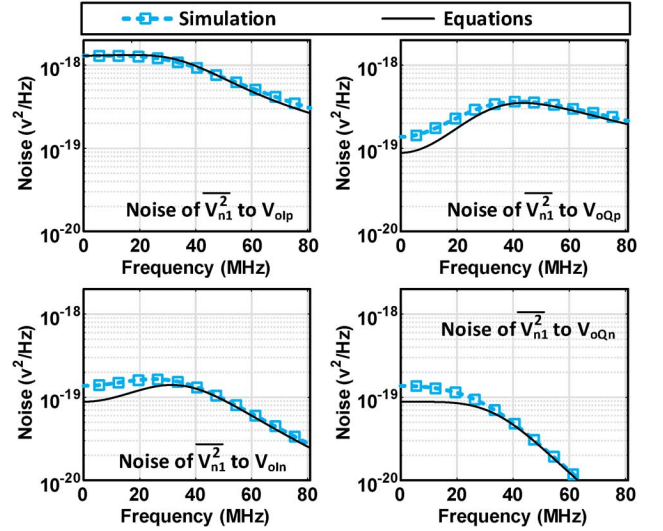 Simulation Equations
10⁻¹⁸
10⁻¹⁹
10⁻²⁰
Noise (v²/Hz)
Noise of V²n1 to VoIp
0 20 40 60 80
Frequency (MHz)
10⁻¹⁸
10⁻¹⁹
10⁻²⁰
Noise (v²/Hz)
Noise of V²n1 to VoQp
0 20 40 60 80
Frequency (MHz)
10⁻¹⁸
10⁻¹⁹
10⁻²⁰
Noise (v²/Hz)
Noise of V²n1 to VoIn
0 20 40 60 80
Frequency (MHz)
10⁻¹⁸
10⁻¹⁹
10⁻²⁰
Noise (v²/Hz)
Noise of V²n1 to VoQn
0 20 40 60 80
Frequency (MHz)